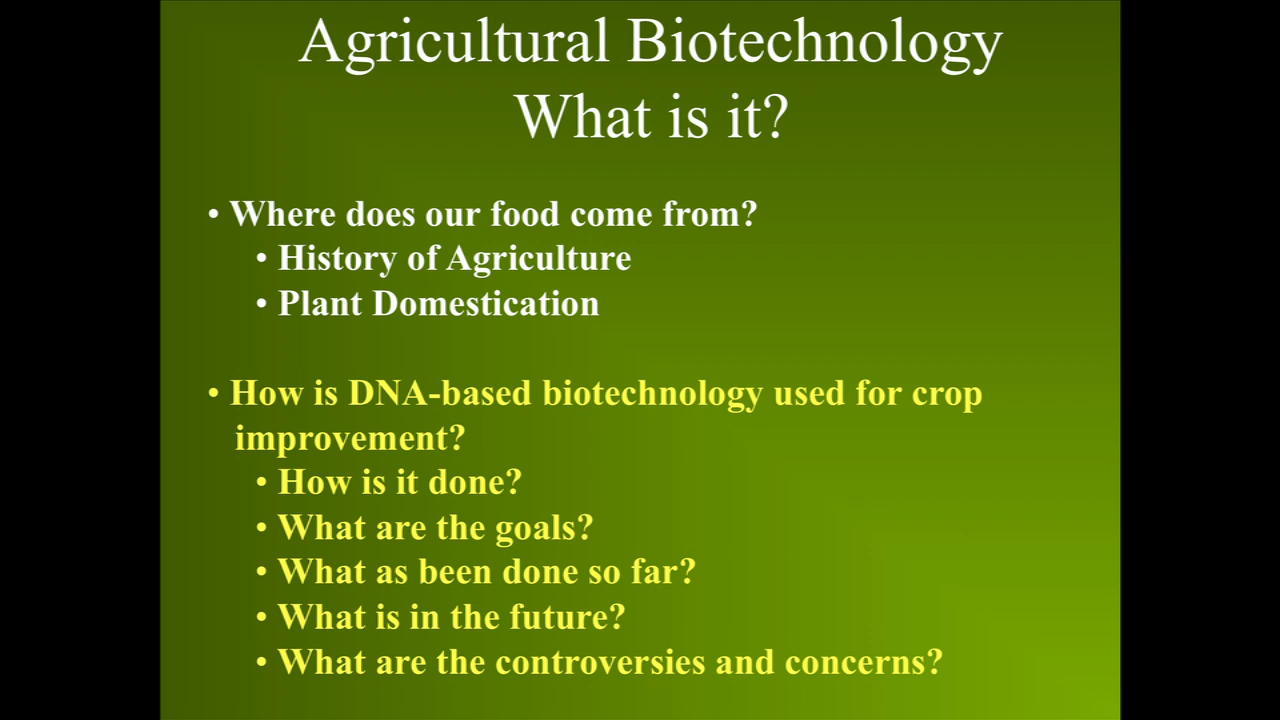 Agricultural Biotechnology
What is it?
• Where does our food come from?
• History of Agriculture
• Plant Domestication
• How is DNA-based biotechnology used for crop
improvement?
• How is it done?
• What are the goals?
• What as been done so far?
• What is in the future?
• What are the controversies and concerns?